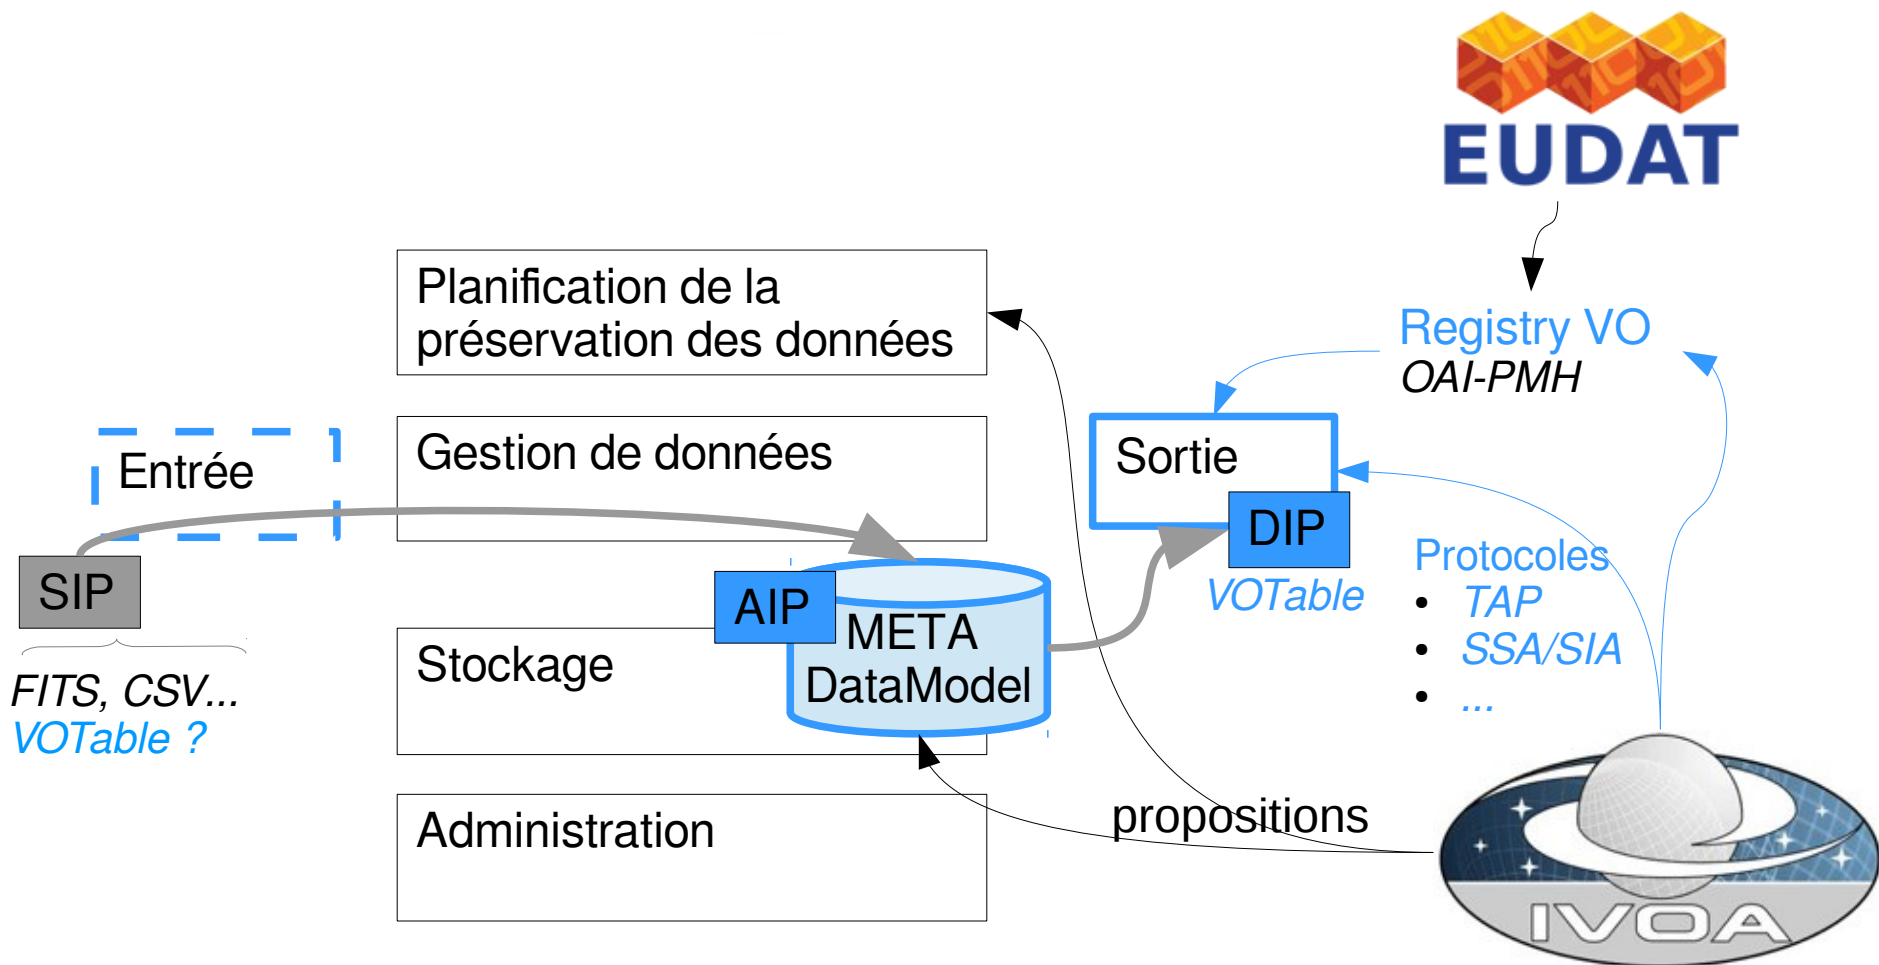 EUDAT
Planification de la
préservation des données
Registry VO
OAI-PMH
Entrée
Gestion de données
Sortie
DIP
VOTable
SIP
FITS, CSV...
VOTable ?
AIP
META
DataModel
Stockage
Protocoles
• TAP
• SSA/SIA
• ...
Administration
propositions
IVOA